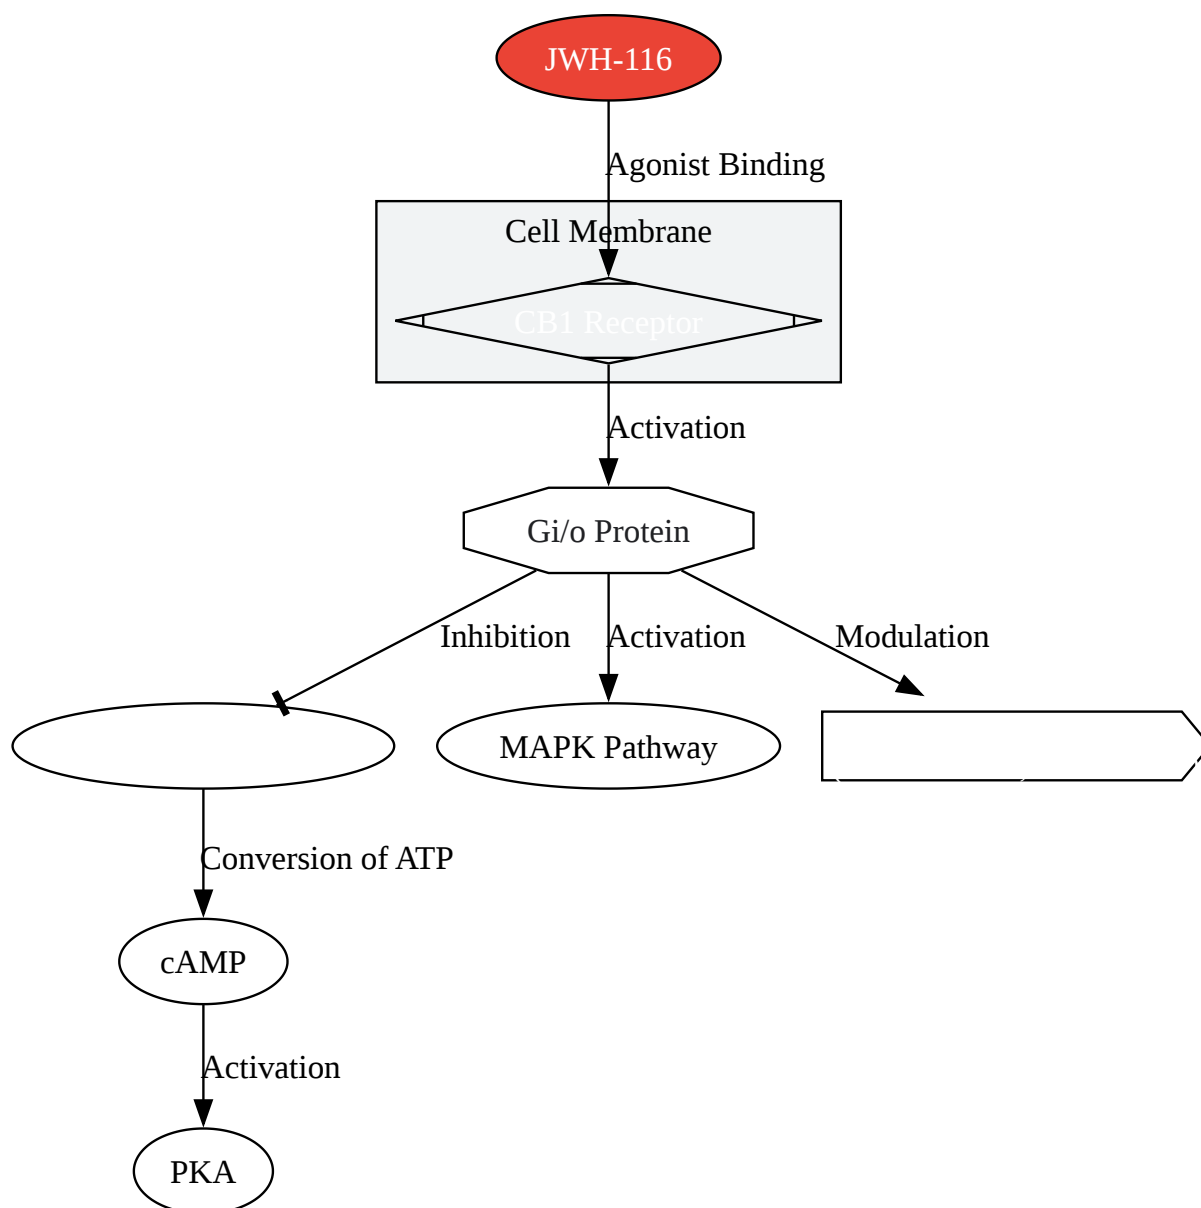 JWH-116
Agonist Binding
Cell Membrane
CB1 Receptor
Activation
Gi/o Protein
Inhibition
Activation
Modulation
MAPK Pathway
Conversion of ATP
cAMP
Activation
PKA